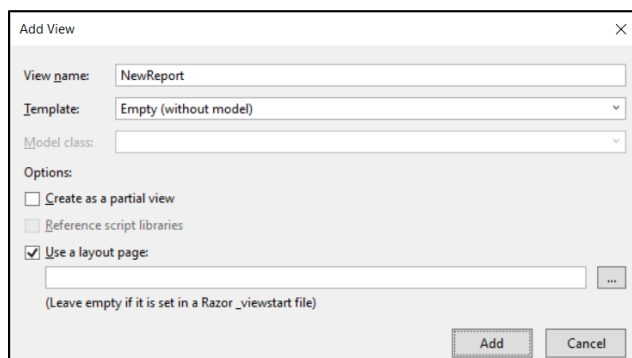 Add View
View name: NewReport
Template: Empty (without model)
Model class:
Options:
Create as a partial view
Reference script libraries
Use a layout page:
...
(Leave empty if it is set in a Razor _viewstart file)
Add Cancel